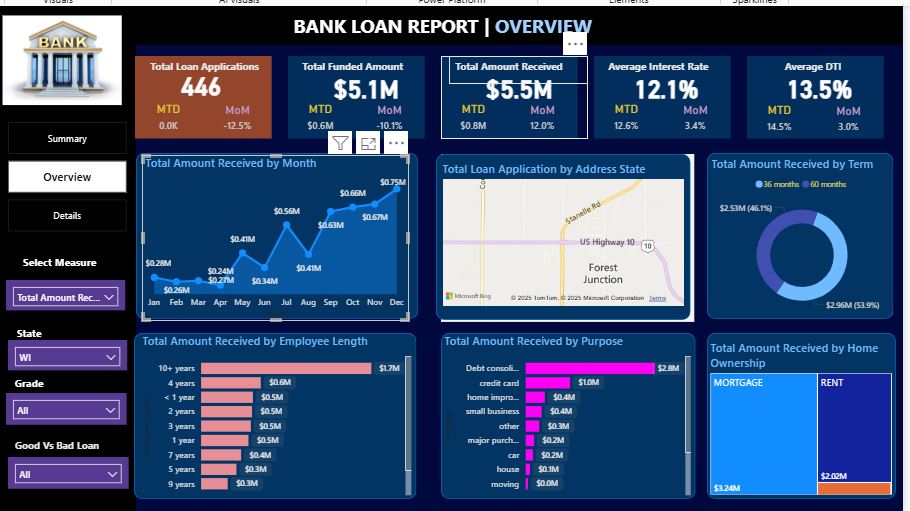 Visuals
AI visuals
Power Platform
Elements
Sparklines
BANK LOAN REPORT | OVERVIEW
BANK
Total Loan Applications
446
MTD MoM
0.0K -12.5%
Total Funded Amount
$5.1M
MTD MoM
$0.6M -10.1%
Total Amount Received
$5.5M
MTD MoM
$0.8M 12.0%
Average Interest Rate
12.1%
MTD MoM
12.6% 3.4%
Average DTI
13.5%
MTD MoM
14.5% 3.0%
Summary
Overview
Details
Select Measure
Total Amount Rec...
State
WI
Grade
All
Good Vs Bad Loan
All
Total Amount Received by Month
$0.28M
$0.26M
$0.24M
$0.27M
$0.41M
$0.34M
$0.56M
$0.41M
$0.63M
$0.66M
$0.67M
$0.75M
Jan Feb Mar Apr May Jun Jul Aug Sep Oct Nov Dec
Total Loan Application by Address State
Co
Stanelle Rd
US Highway 10
10
Forest
Junction
Microsoft Bing
© 2025 TomTom, © 2025 Microsoft Corporation Terms
Total Amount Received by Term
36 months 60 months
$2.53M (46.1%)
$2.96M (53.9%)
Total Amount Received by Employee Length
10+ years $1.7M
4 years $0.6M
< 1 year $0.5M
2 years $0.5M
3 years $0.5M
1 year $0.5M
7 years $0.4M
5 years $0.3M
9 years $0.3M
Total Amount Received by Purpose
Debt consoli... $2.8M
credit card $1.0M
home impro... $0.4M
small business $0.4M
other $0.3M
major purch... $0.2M
car $0.2M
house $0.1M
moving $0.0M
Total Amount Received by Home
Ownership
MORTGAGE
$3.24M
RENT
$2.02M